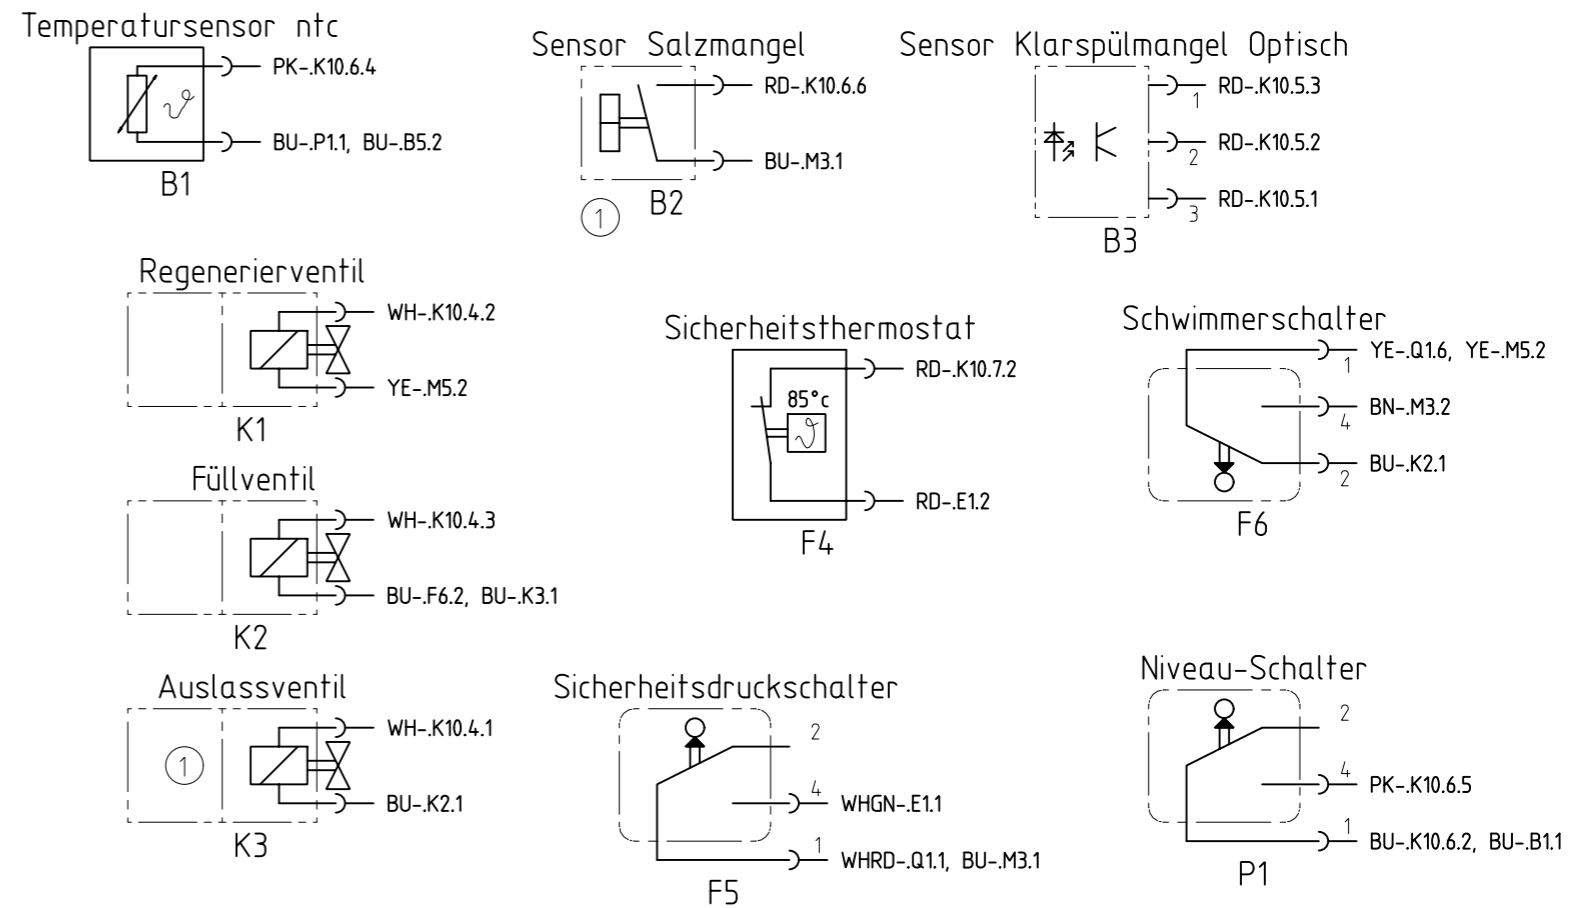 Temperatursensor ntc
PK-.K10.6.4
BU-.P1.1, BU-.B5.2
B1
Sensor Salzmangel
RD-.K10.6.6
BU-.M3.1
B2
1
Sensor Klarspülmangel Optisch
1 RD-.K10.5.3
2 RD-.K10.5.2
3 RD-.K10.5.1
B3
Regenerierventil
WH-.K10.4.2
YE-.M5.2
K1
Sicherheitsthermostat
RD-.K10.7.2
85°c
ϑ
RD-.E1.2
F4
Schwimmerschalter
1 YE-.Q1.6, YE-.M5.2
4 BN-.M3.2
2 BU-.K2.1
F6
Füllventil
WH-.K10.4.3
BU-.F6.2, BU-.K3.1
K2
Auslassventil
1
WH-.K10.4.1
BU-.K2.1
K3
Sicherheitsdruckschalter
2
4 WHGN-.E1.1
1 WHRD-.Q1.1, BU-.M3.1
F5
Niveau-Schalter
2
4 PK-.K10.6.5
1 BU-.K10.6.2, BU-.B1.1
P1